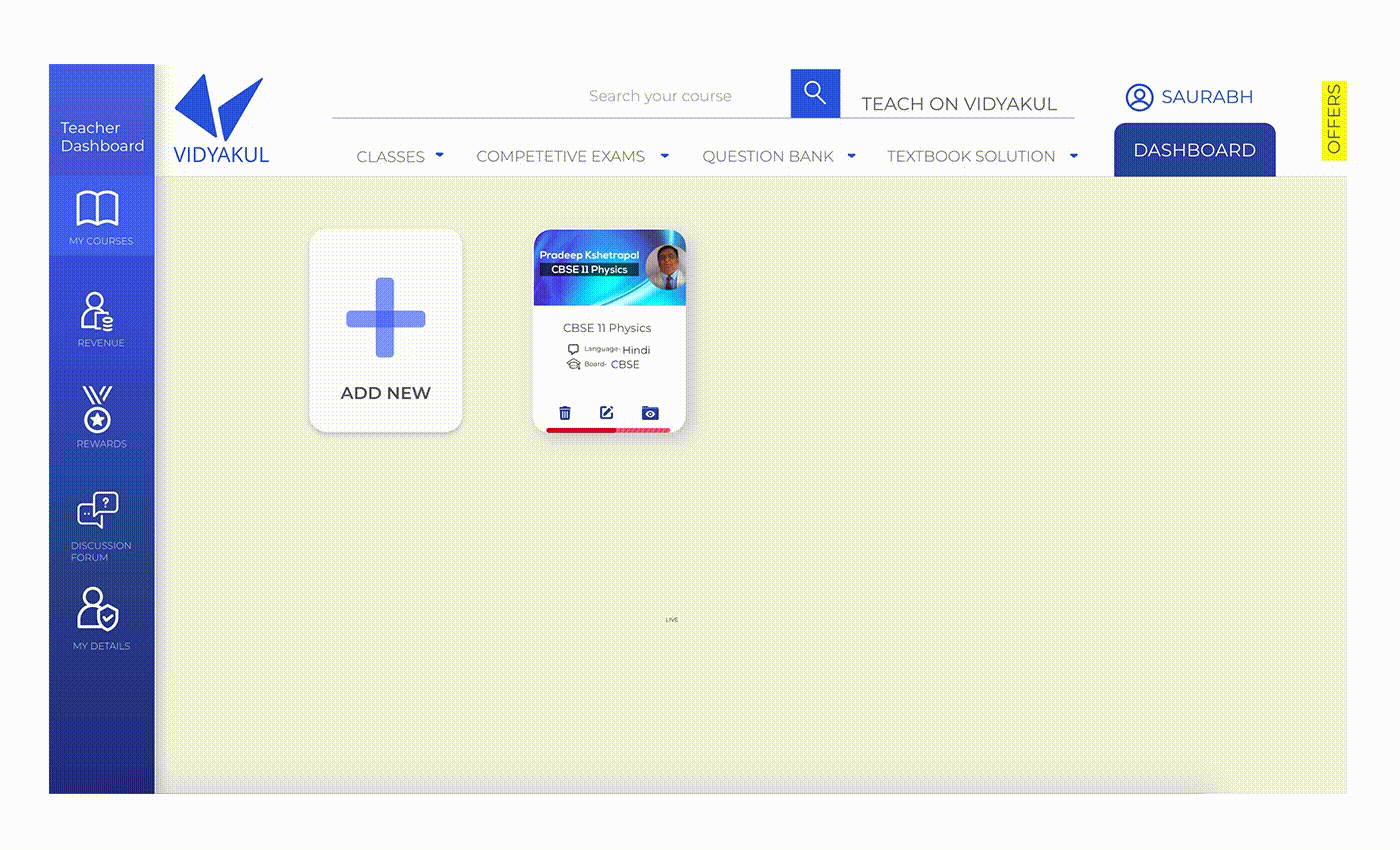 Search your course
TEACH ON VIDYAKUL
SAURABH
OFFERS
Teacher
Dashboard
VIDYAKUL
CLASSES
COMPETETIVE EXAMS
QUESTION BANK
TEXTBOOK SOLUTION
DASHBOARD
MY COURSES
REVENUE
REWARDS
DISCUSSION
FORUM
MY DETAILS
ADD NEW
Pradeep Kshetrapal
CBSE 11 Physics
CBSE 11 Physics
Language- Hindi
Board- CBSE
LIVE